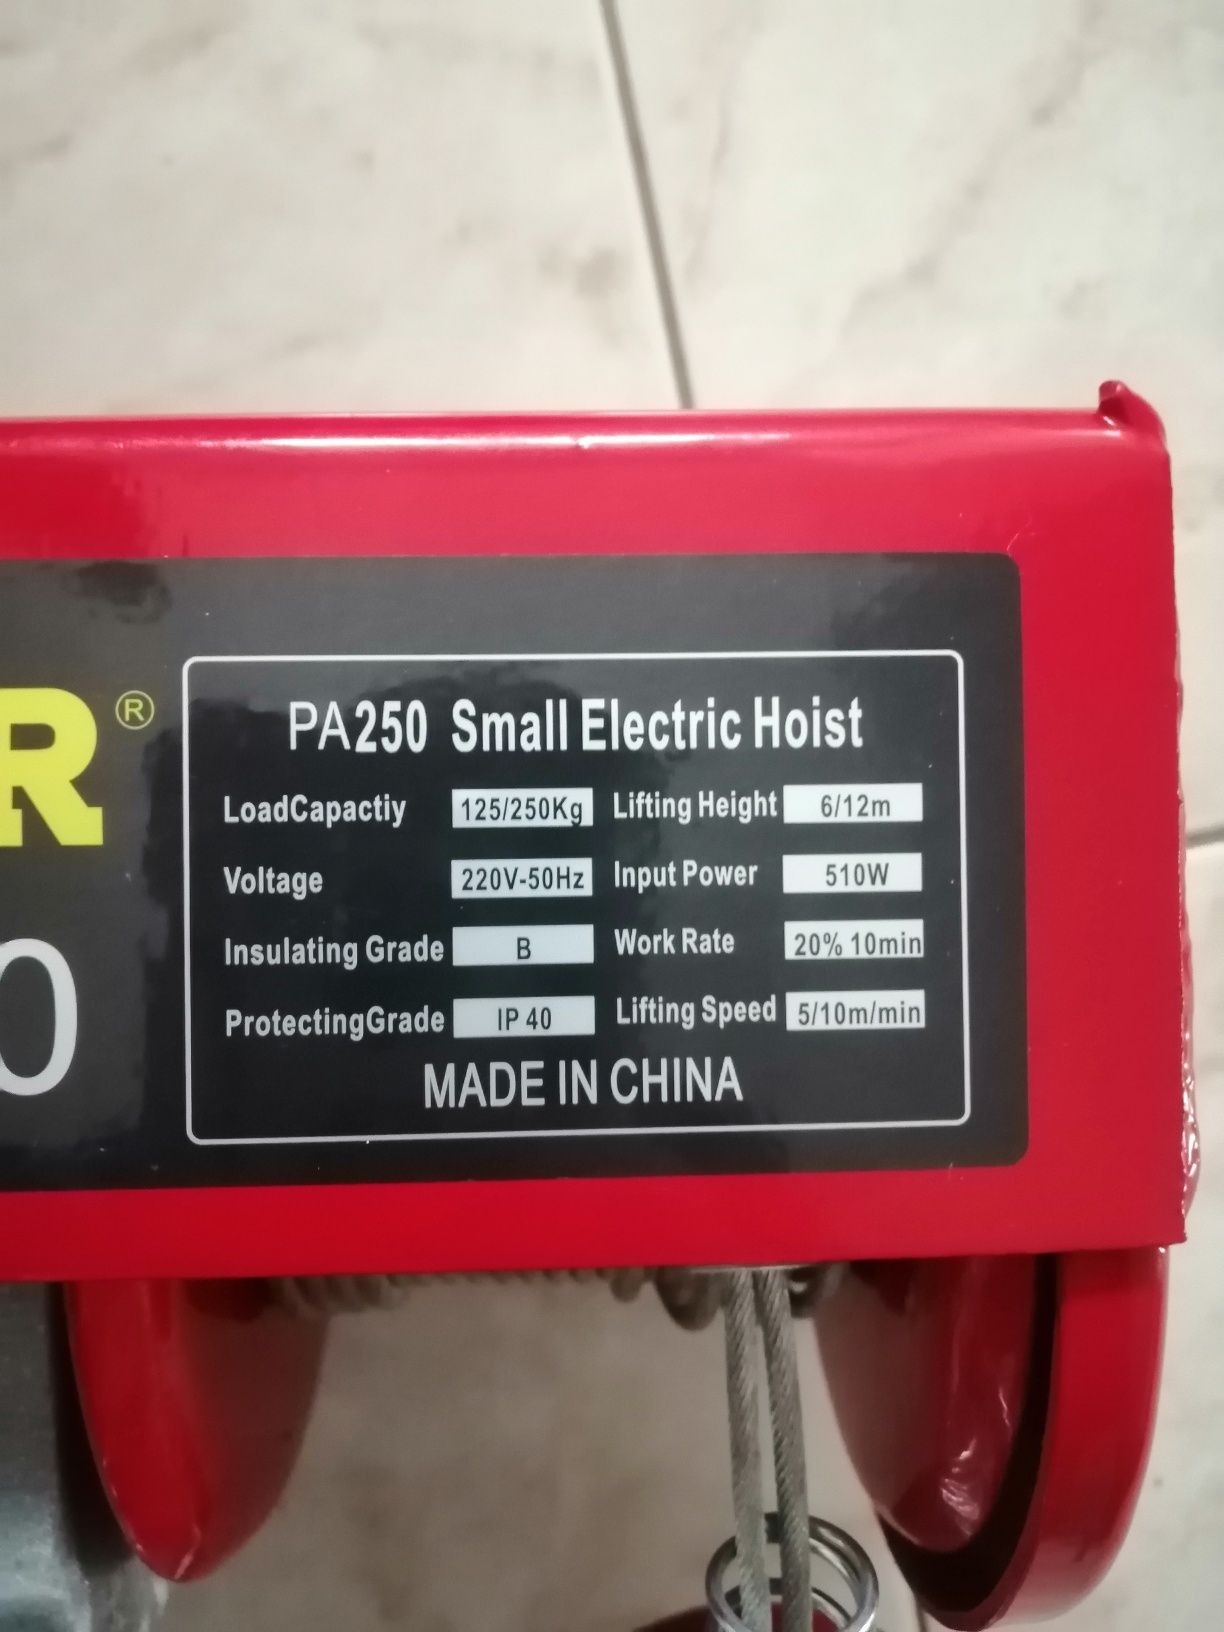 R®
0
PA250 Small Electric Hoist
LoadCapactiy 125/250Kg Lifting Height 6/12m
Voltage 220V-50Hz Input Power 510W
Insulating Grade B Work Rate 20% 10min
ProtectingGrade IP 40 Lifting Speed 5/10m/min
MADE IN CHINA